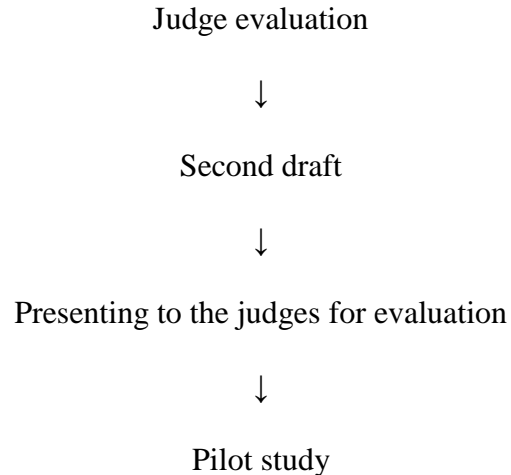 Judge evaluation
↓
Second draft
↓
Presenting to the judges for evaluation
↓
Pilot study